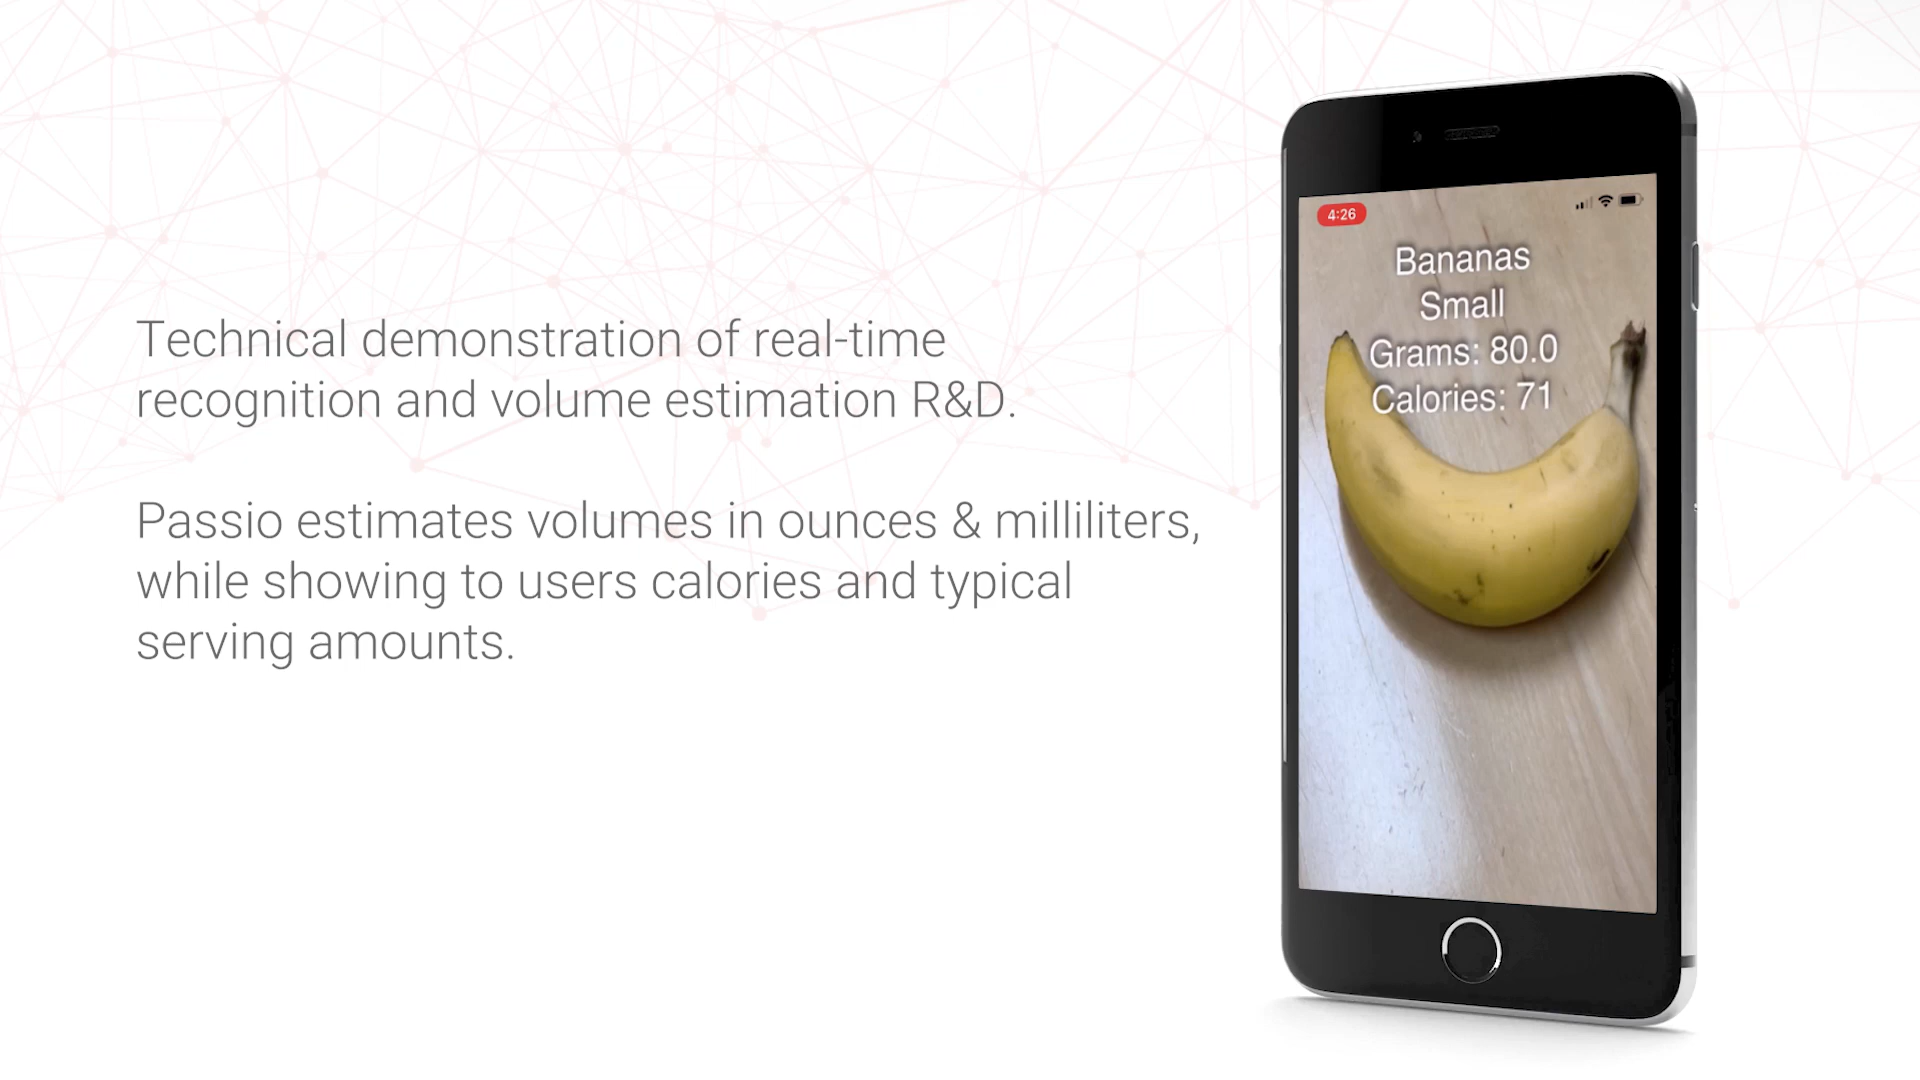 Technical demonstration of real-time
recognition and volume estimation R&D.
Passio estimates volumes in ounces & milliliters,
while showing to users calories and typical
serving amounts.
4:26
Bananas
Small
Grams: 80.0
Calories: 71